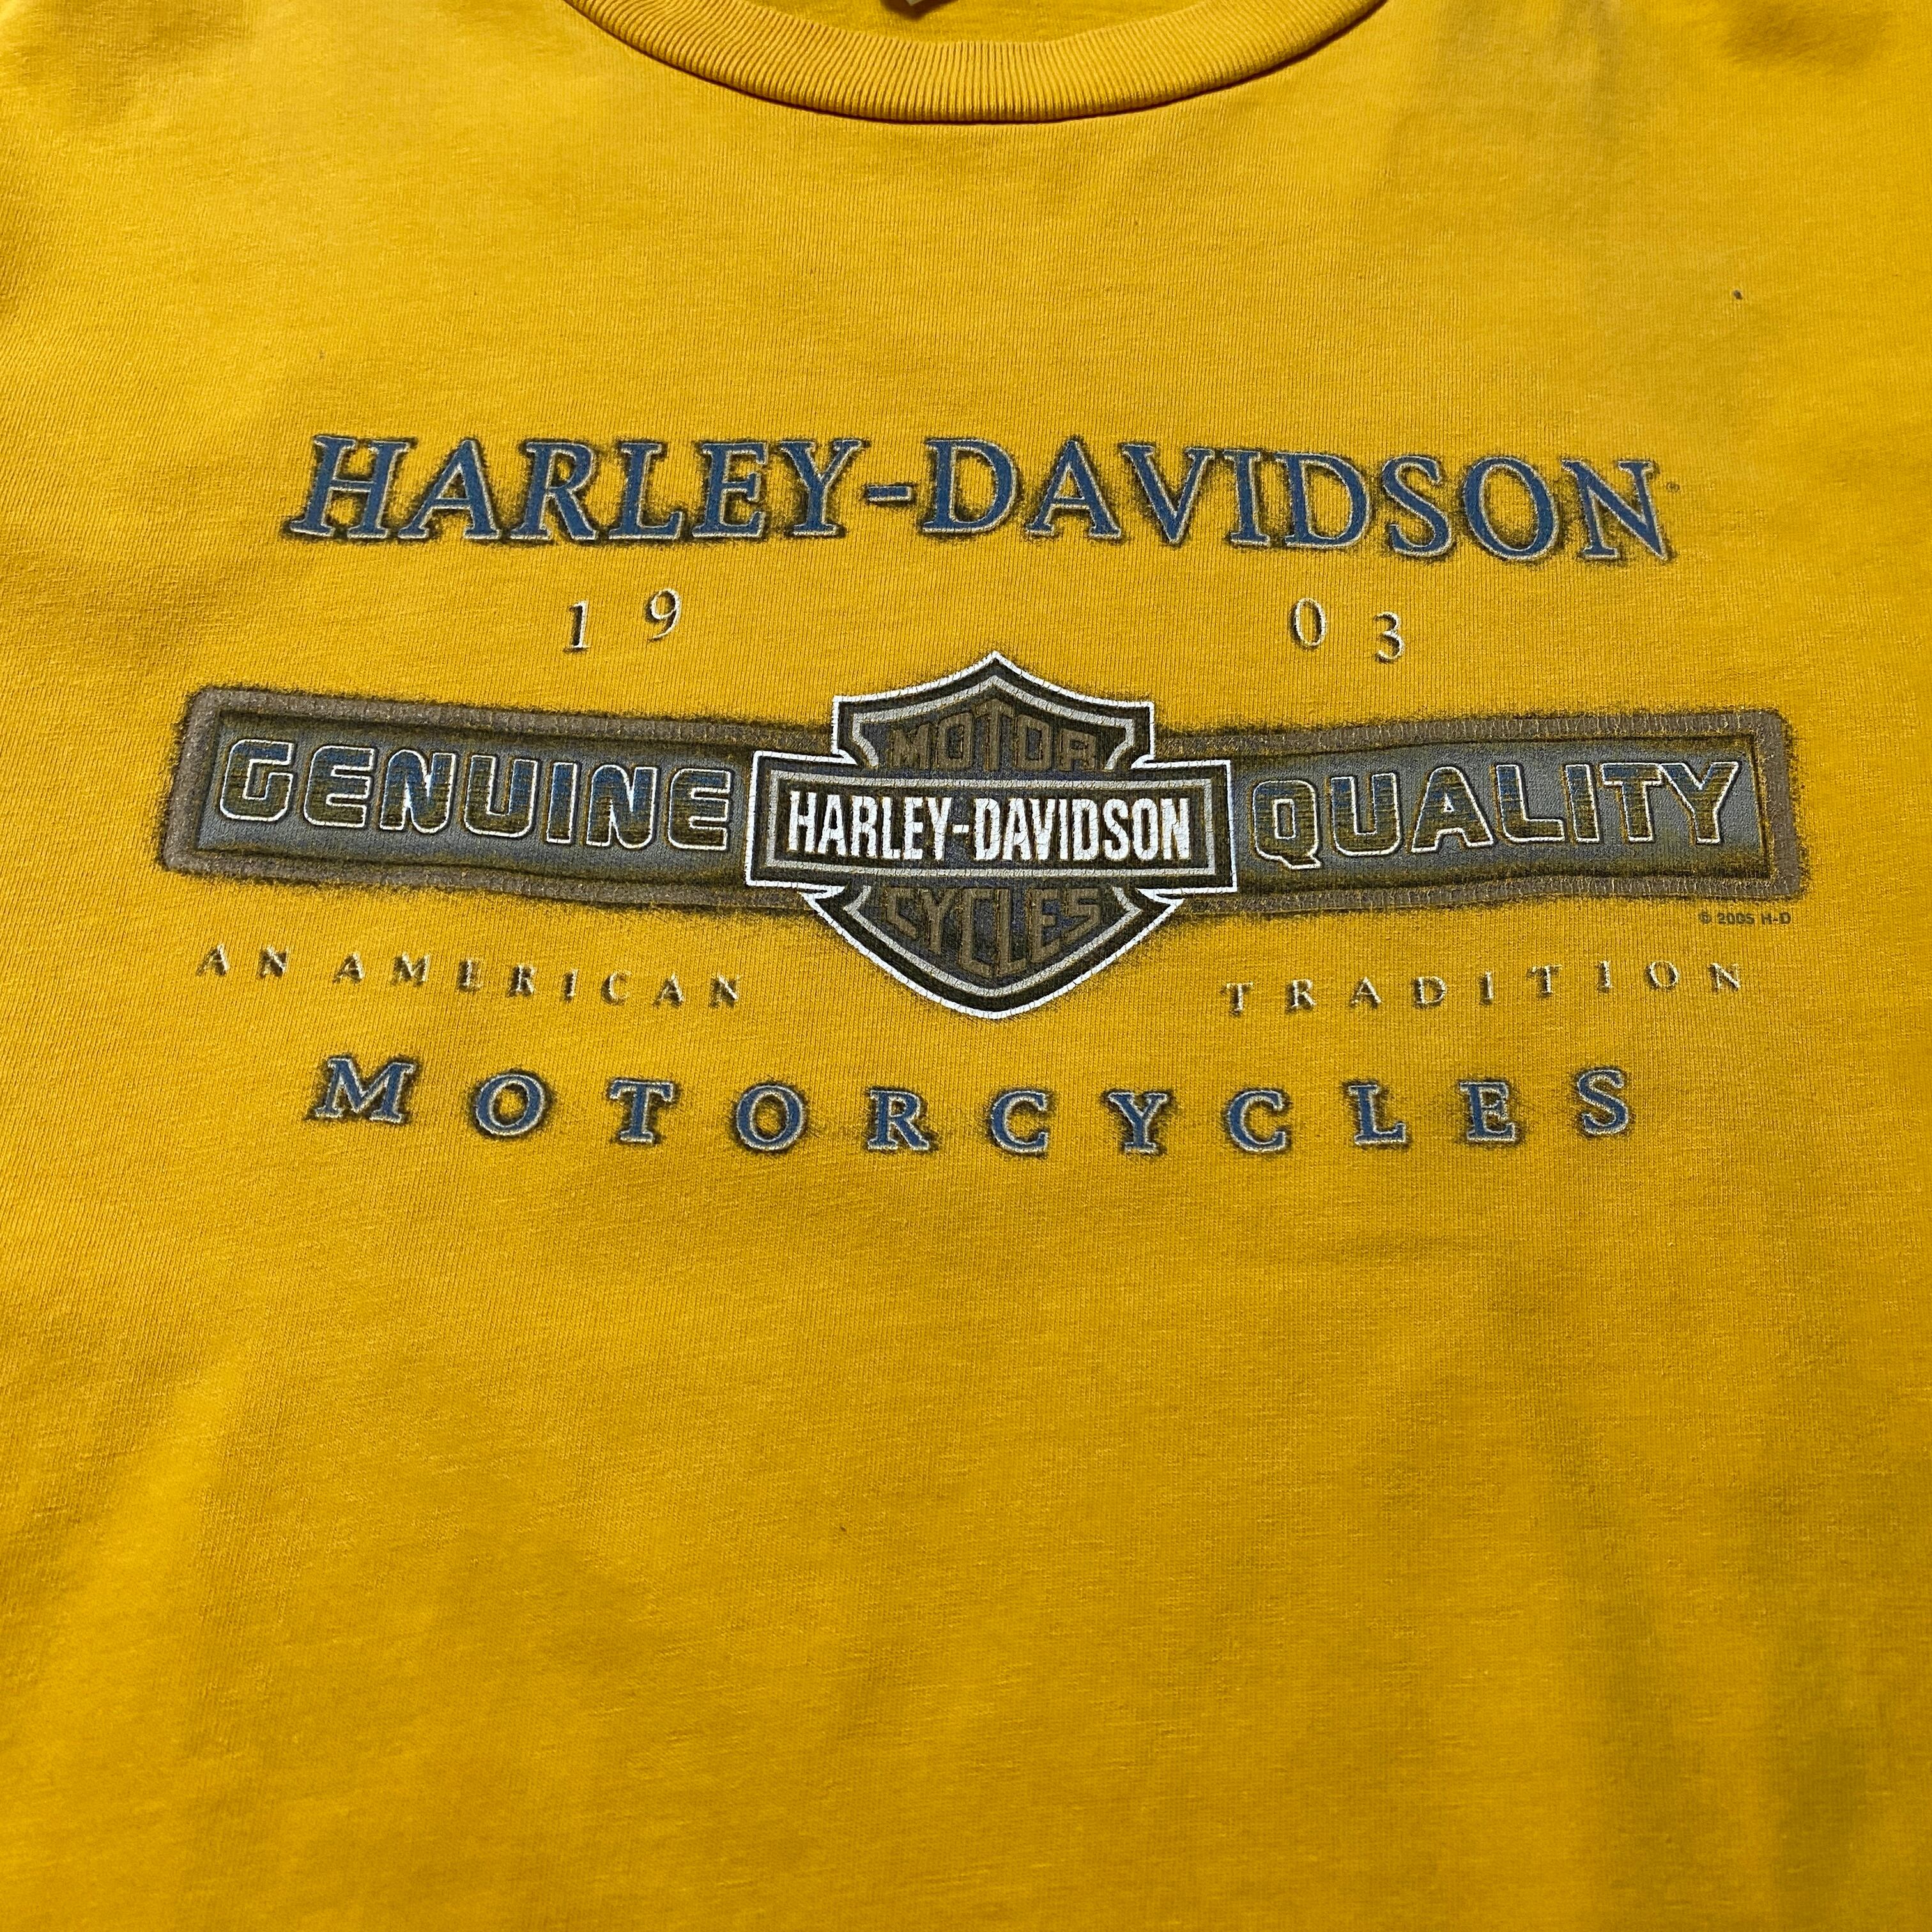 HARLEY-DAVIDSON
19 03
MOTOR
GENUINE HARLEY-DAVIDSON QUALITY
CYCLES
© 2005 H-D
AN AMERICAN TRADITION
MOTORCYCLES